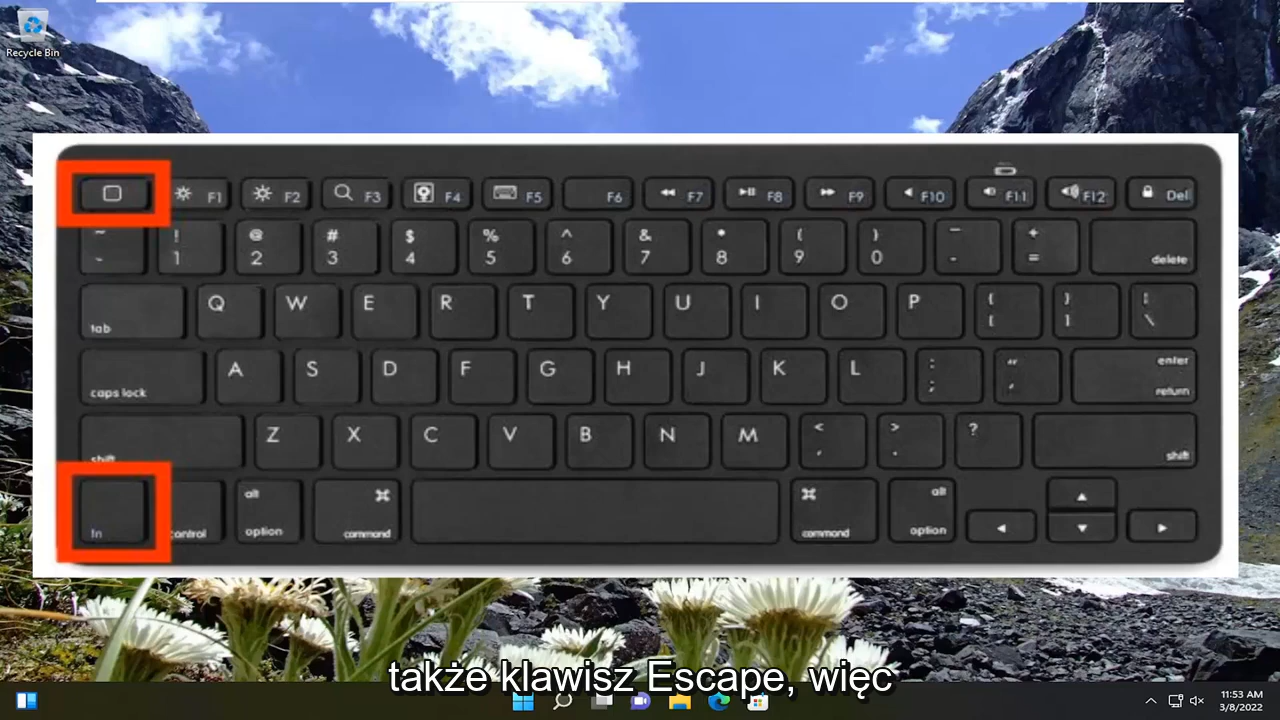 Recycle Bin
F1 F2 F3 F4 F5 F6 F7 F8 F9 F10 F11 F12 Del
~ ! @ # $ % ^ & * ( ) — +
1 2 3 4 5 6 7 8 9 0 - = delete
tab Q W E R T Y U I O P
caps lock A S D F G H J K L enter
return
shift Z X C V B N M < > ? shift
alt ⌘ ⌘ alt
fn control option command command option
także klawisz Escape, więc
11:53 AM
3/8/2022